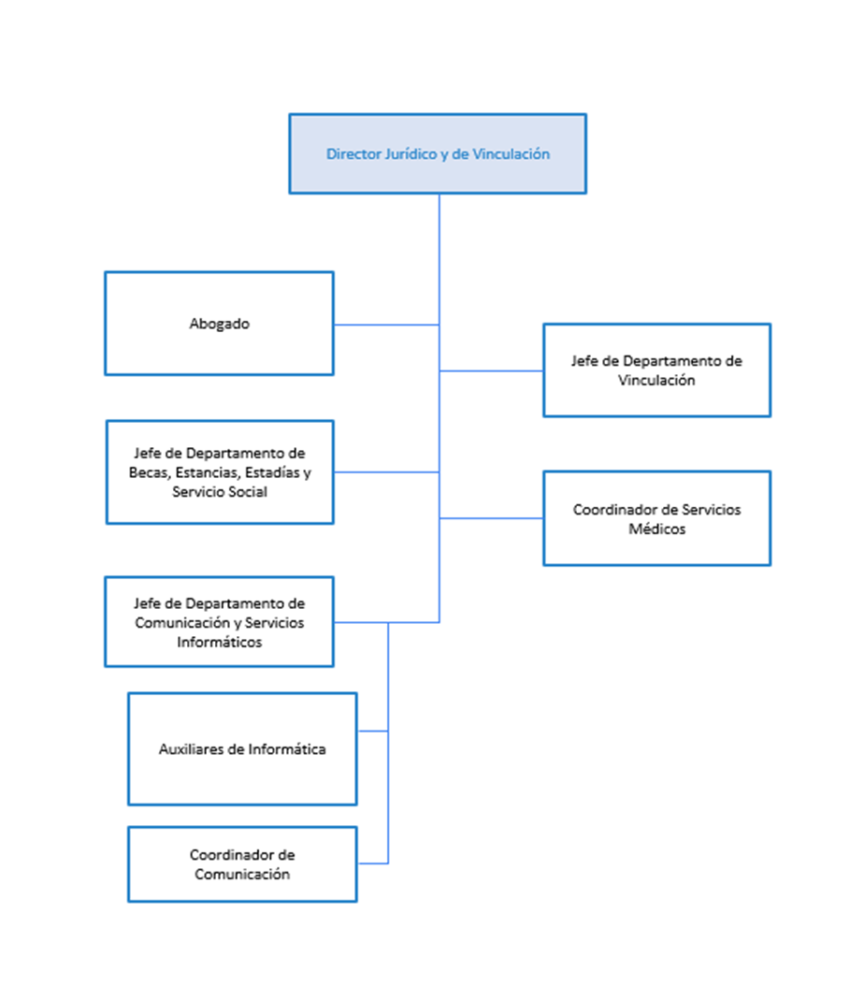 Director Jurídico y de Vinculación
Abogado
Jefe de Departamento de
Vinculación
Jefe de Departamento de
Becas, Estancias, Estadías y
Servicio Social
Coordinador de Servicios
Médicos
Jefe de Departamento de
Comunicación y Servicios
Informáticos
Auxiliares de Informática
Coordinador de
Comunicación